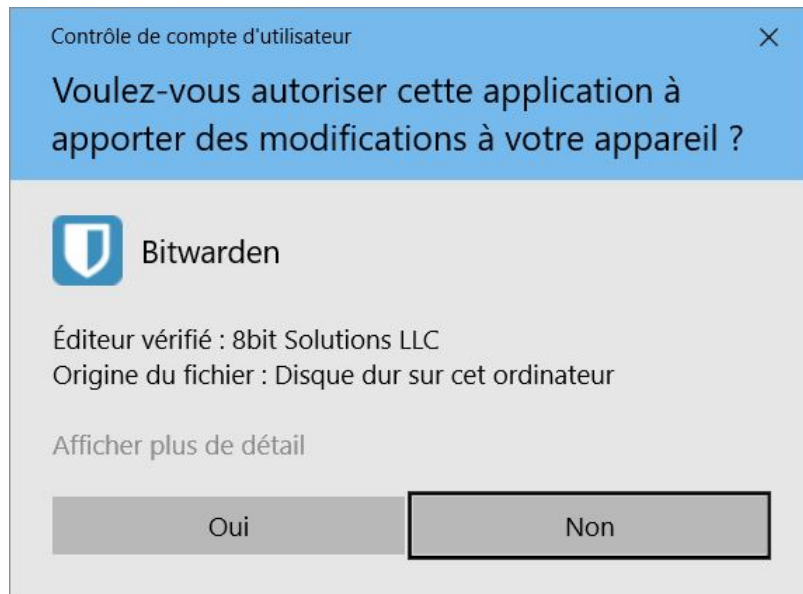 Contrôle de compte d'utilisateur
Voulez-vous autoriser cette application à
apporter des modifications à votre appareil ?
Bitwarden
Éditeur vérifié : 8bit Solutions LLC
Origine du fichier : Disque dur sur cet ordinateur
Afficher plus de détail
Oui
Non